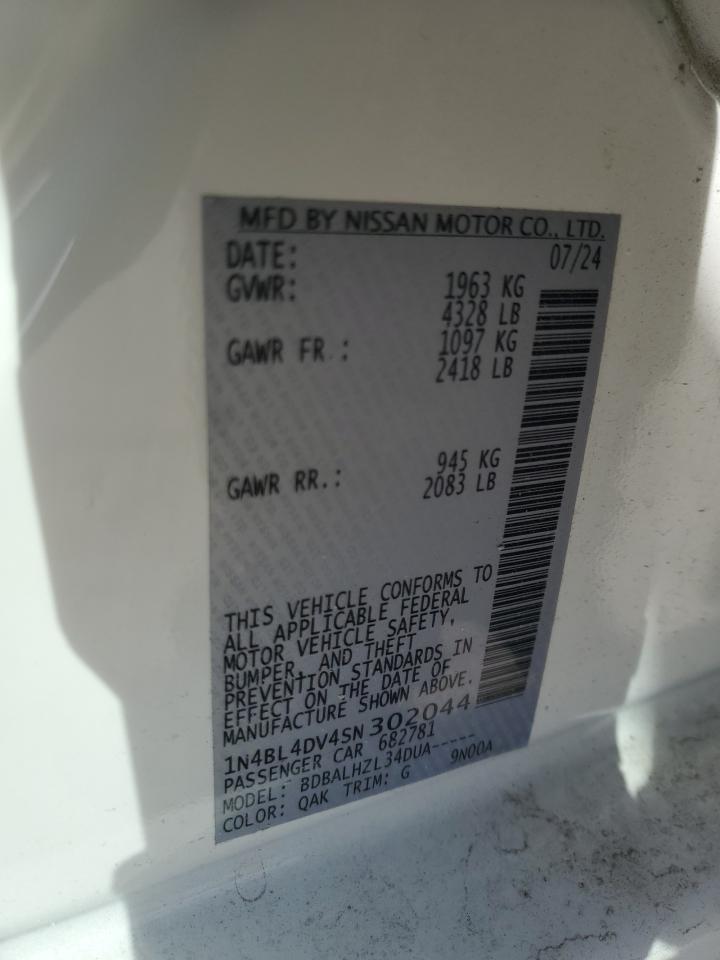 MFD BY NISSAN MOTOR CO., LTD.
DATE: 07/24
GVWR: 1963 KG
4328 LB
GAWR FR.: 1097 KG
2418 LB
GAWR RR.: 945 KG
2083 LB
THIS VEHICLE CONFORMS TO
ALL APPLICABLE FEDERAL
MOTOR VEHICLE SAFETY,
BUMPER, AND THEFT
PREVENTION STANDARDS IN
EFFECT ON THE DATE OF
MANUFACTURE SHOWN ABOVE.
1N4BL4DV4SN302044
PASSENGER CAR 682781
MODEL: BDBALHZL34DUA-----
COLOR: QAK TRIM: G 9N00A